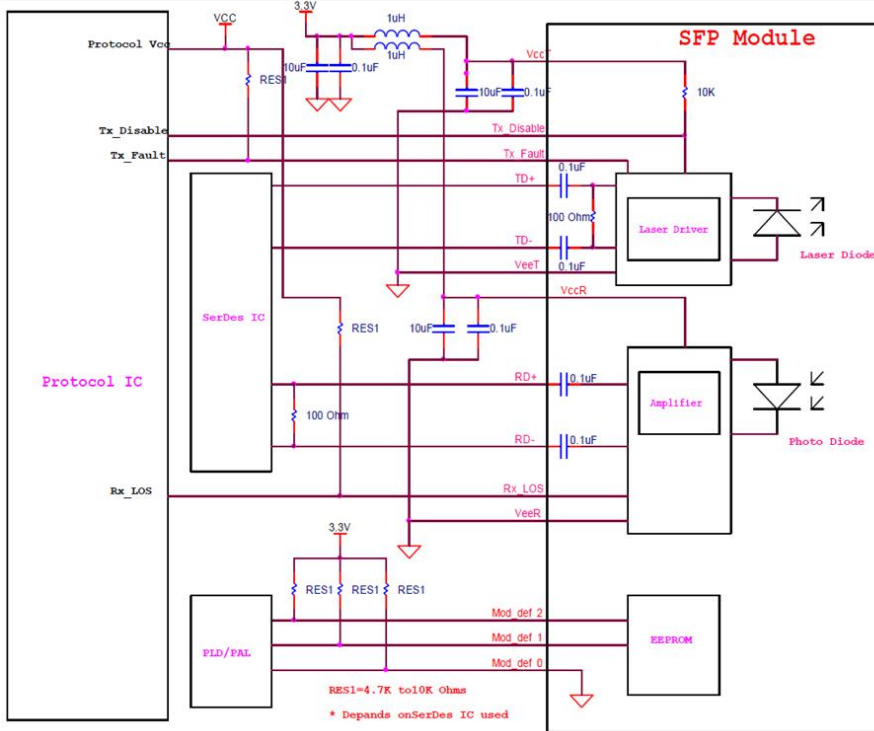 3.3V
1uH
VCC
SFP Module
Protocol Vcc
1uH
VccT
10uF
0.1uF
RES1
10uF
0.1uF
10K
Tx_Disable
Tx_Disable
Tx_Fault
Tx_Fault
0.1uF
TD+
100 Ohm
Laser Driver
TD-
Laser Diode
VeeT
0.1uF
VccR
SerDes IC
RES1
10uF
0.1uF
Protocol IC
RD+
0.1uF
Amplifier
100 Ohm
RD-
0.1uF
Photo Diode
Rx_LOS
Rx_LOS
VeeR
3.3V
RES1
RES1
RES1
Mod_def 2
PLD/PAL
Mod_def 1
EEPROM
Mod_def 0
RES1=4.7K to10K Ohms
* Depands onSerDes IC used